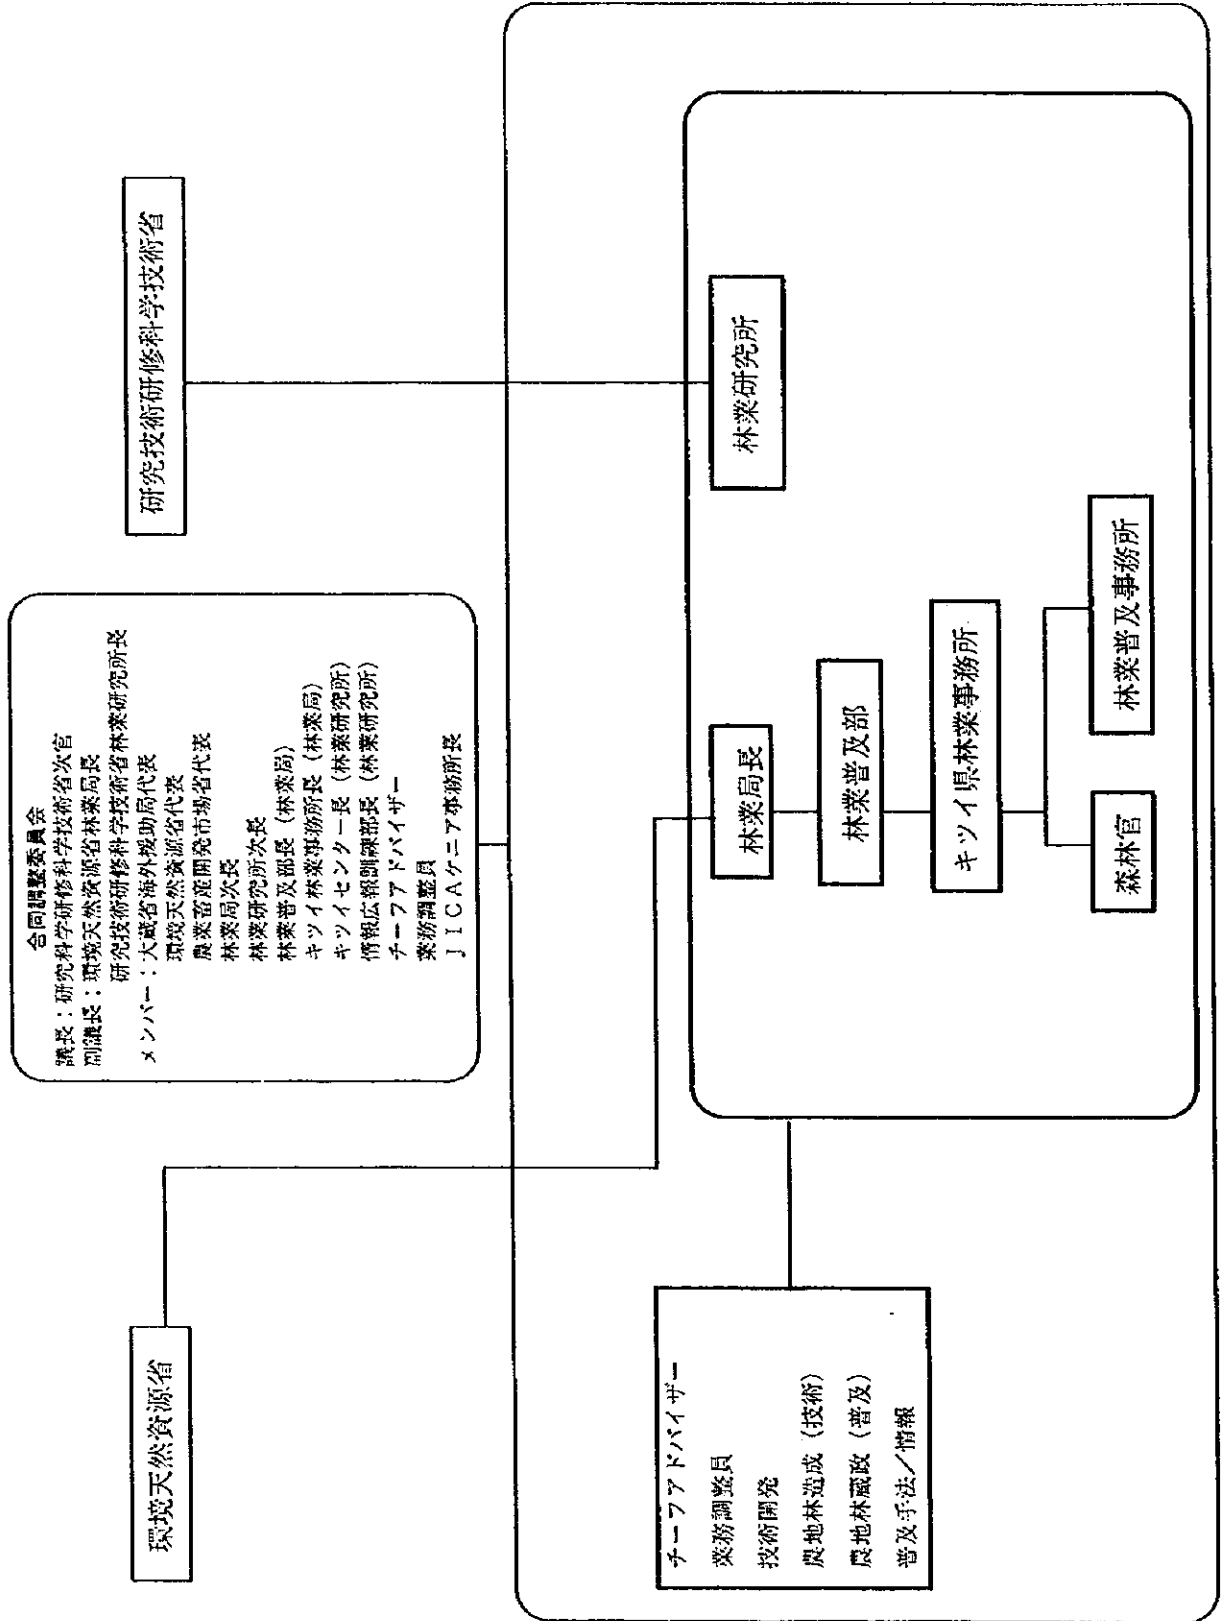 合同調整委員会
議長：研究科学研修科学技術省次官
副議長：環境天然資源省林業局長
研究技術研修科学技術省林業研究所長
メンバー：大蔵省海外援助局代表
環境天然資源省代表
農業畜産開発市場省代表
林業局次長
林業研究所次長
林業普及部長（林業局）
キツイ林業事務所長（林業局）
キツイセンター長（林業研究所）
情報広報訓練部長（林業研究所）
チーフアドバイザー
業務調整員
ＪＩＣＡケニア事務所長
環境天然資源省
研究技術研修科学技術省
チーフアドバイザー
業務調整員
技術開発
農地林造成（技術）
農地林蔵政（普及）
普及手法／情報
林業局長
林業研究所
林業普及部
キツイ県林業事務所
森林官
林業普及事務所